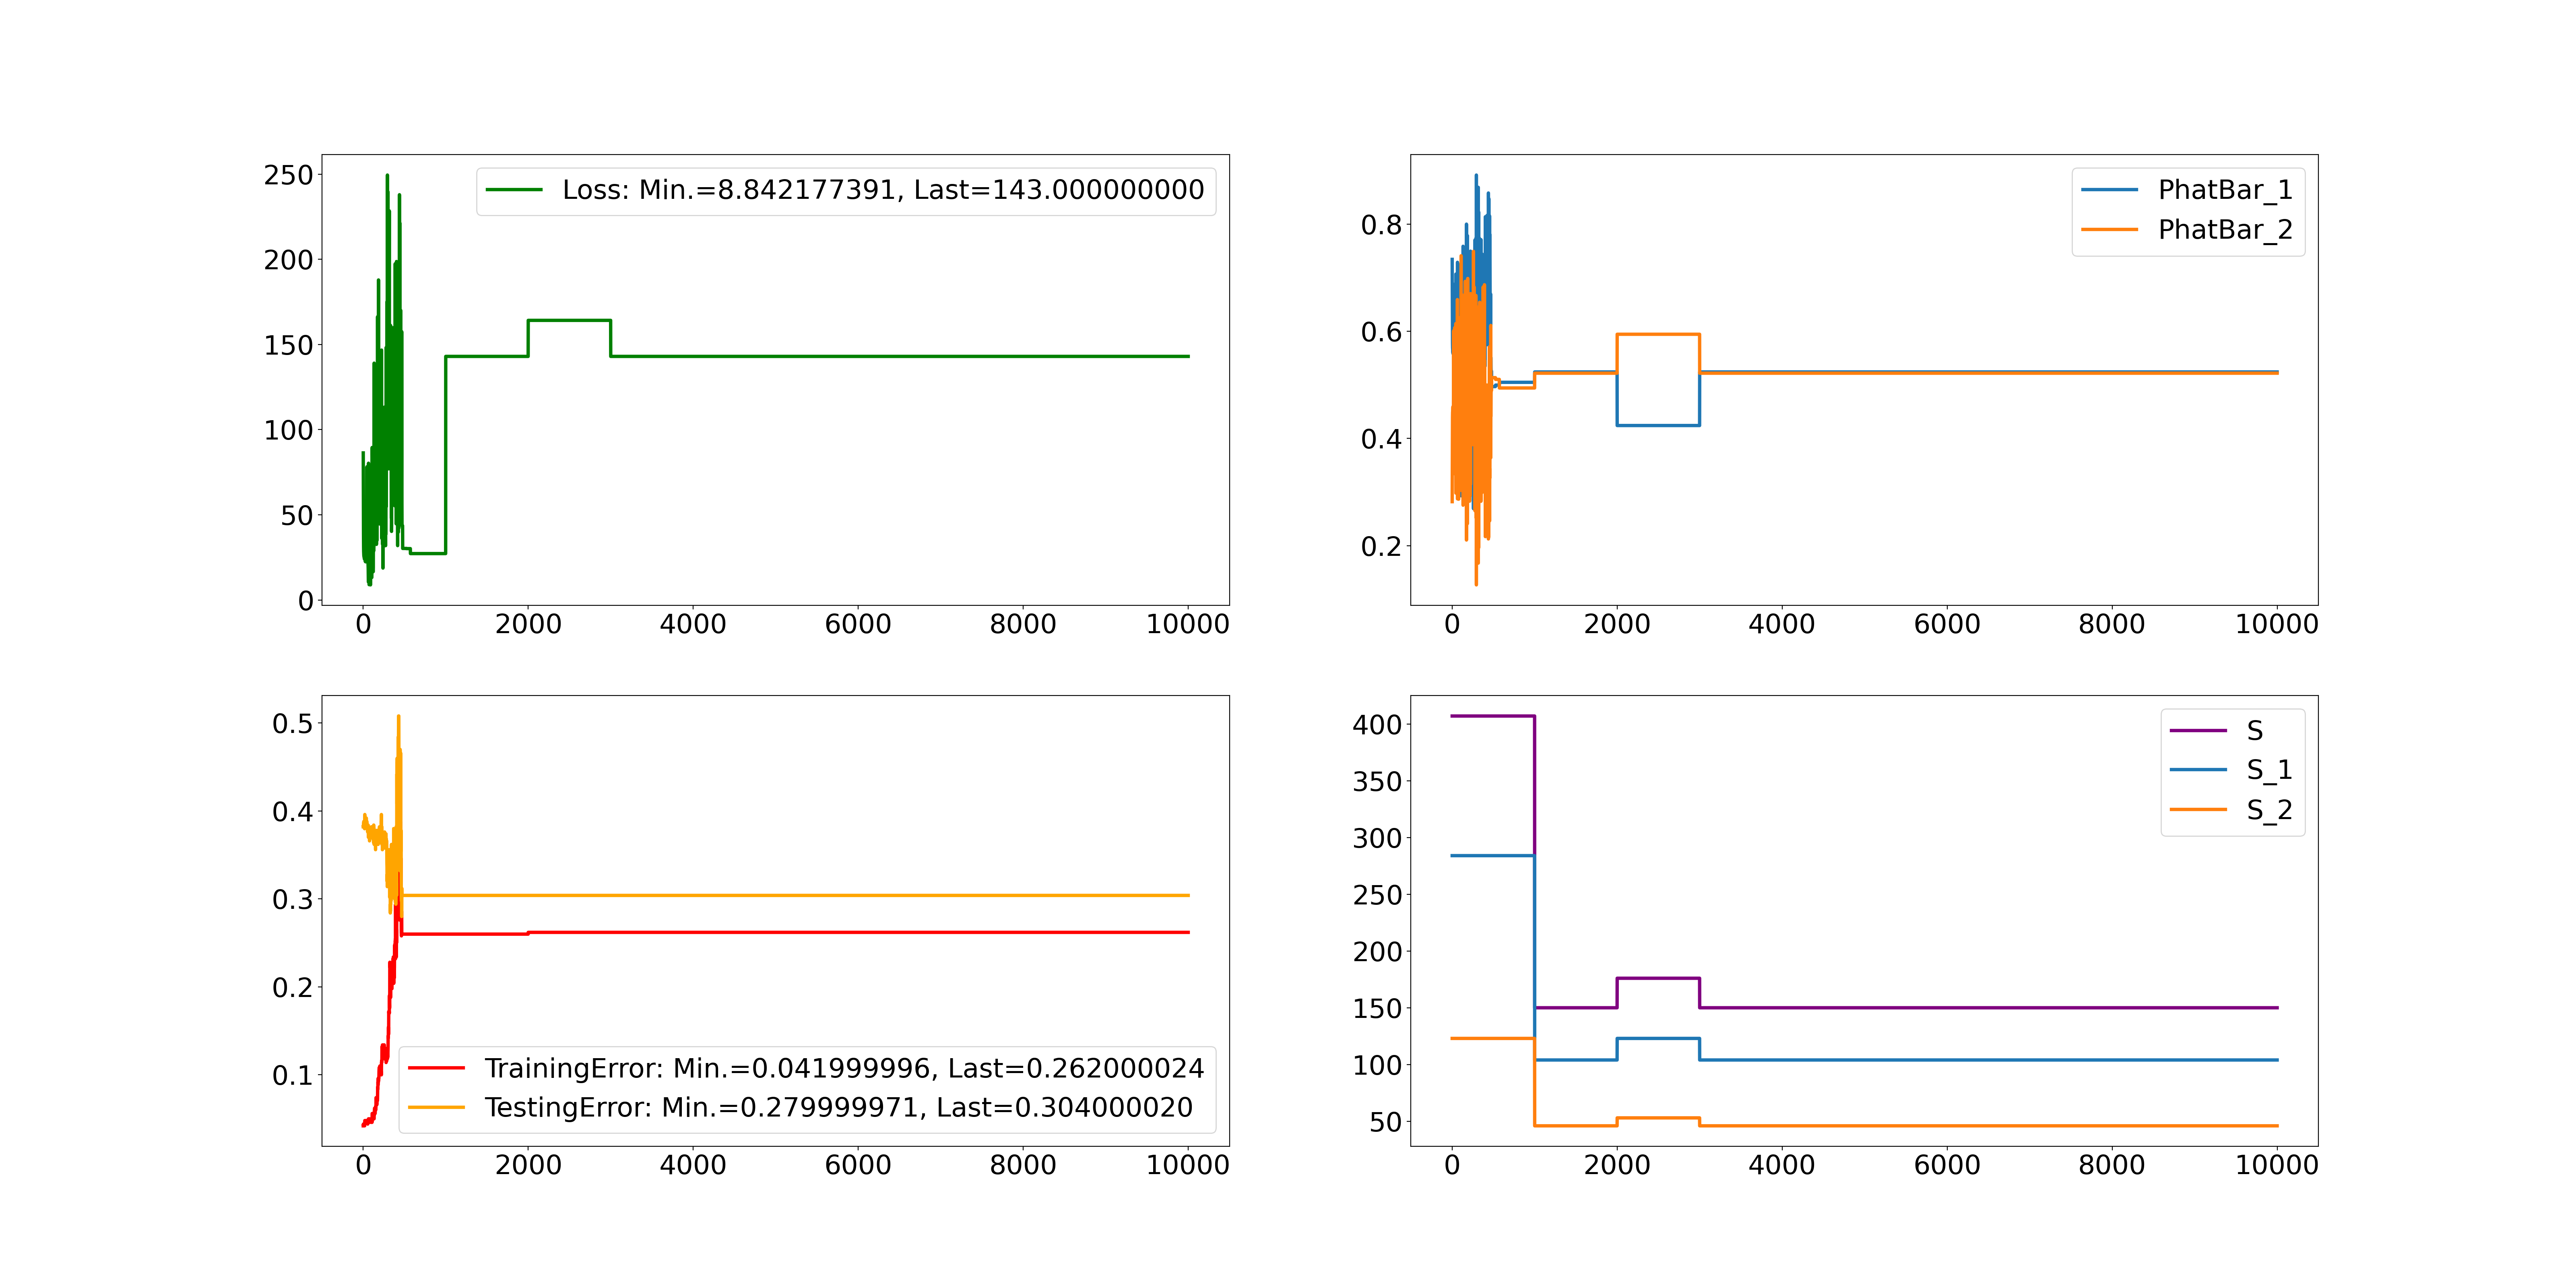 250
200
150
100
50
0
0 2000 4000 6000 8000 10000
Loss: Min.=8.842177391, Last=143.000000000
0.8
0.6
0.4
0.2
0 2000 4000 6000 8000 10000
PhatBar_1
PhatBar_2
0.5
0.4
0.3
0.2
0.1
0 2000 4000 6000 8000 10000
TrainingError: Min.=0.041999996, Last=0.262000024
TestingError: Min.=0.279999971, Last=0.304000020
400
350
300
250
200
150
100
50
0 2000 4000 6000 8000 10000
S
S_1
S_2